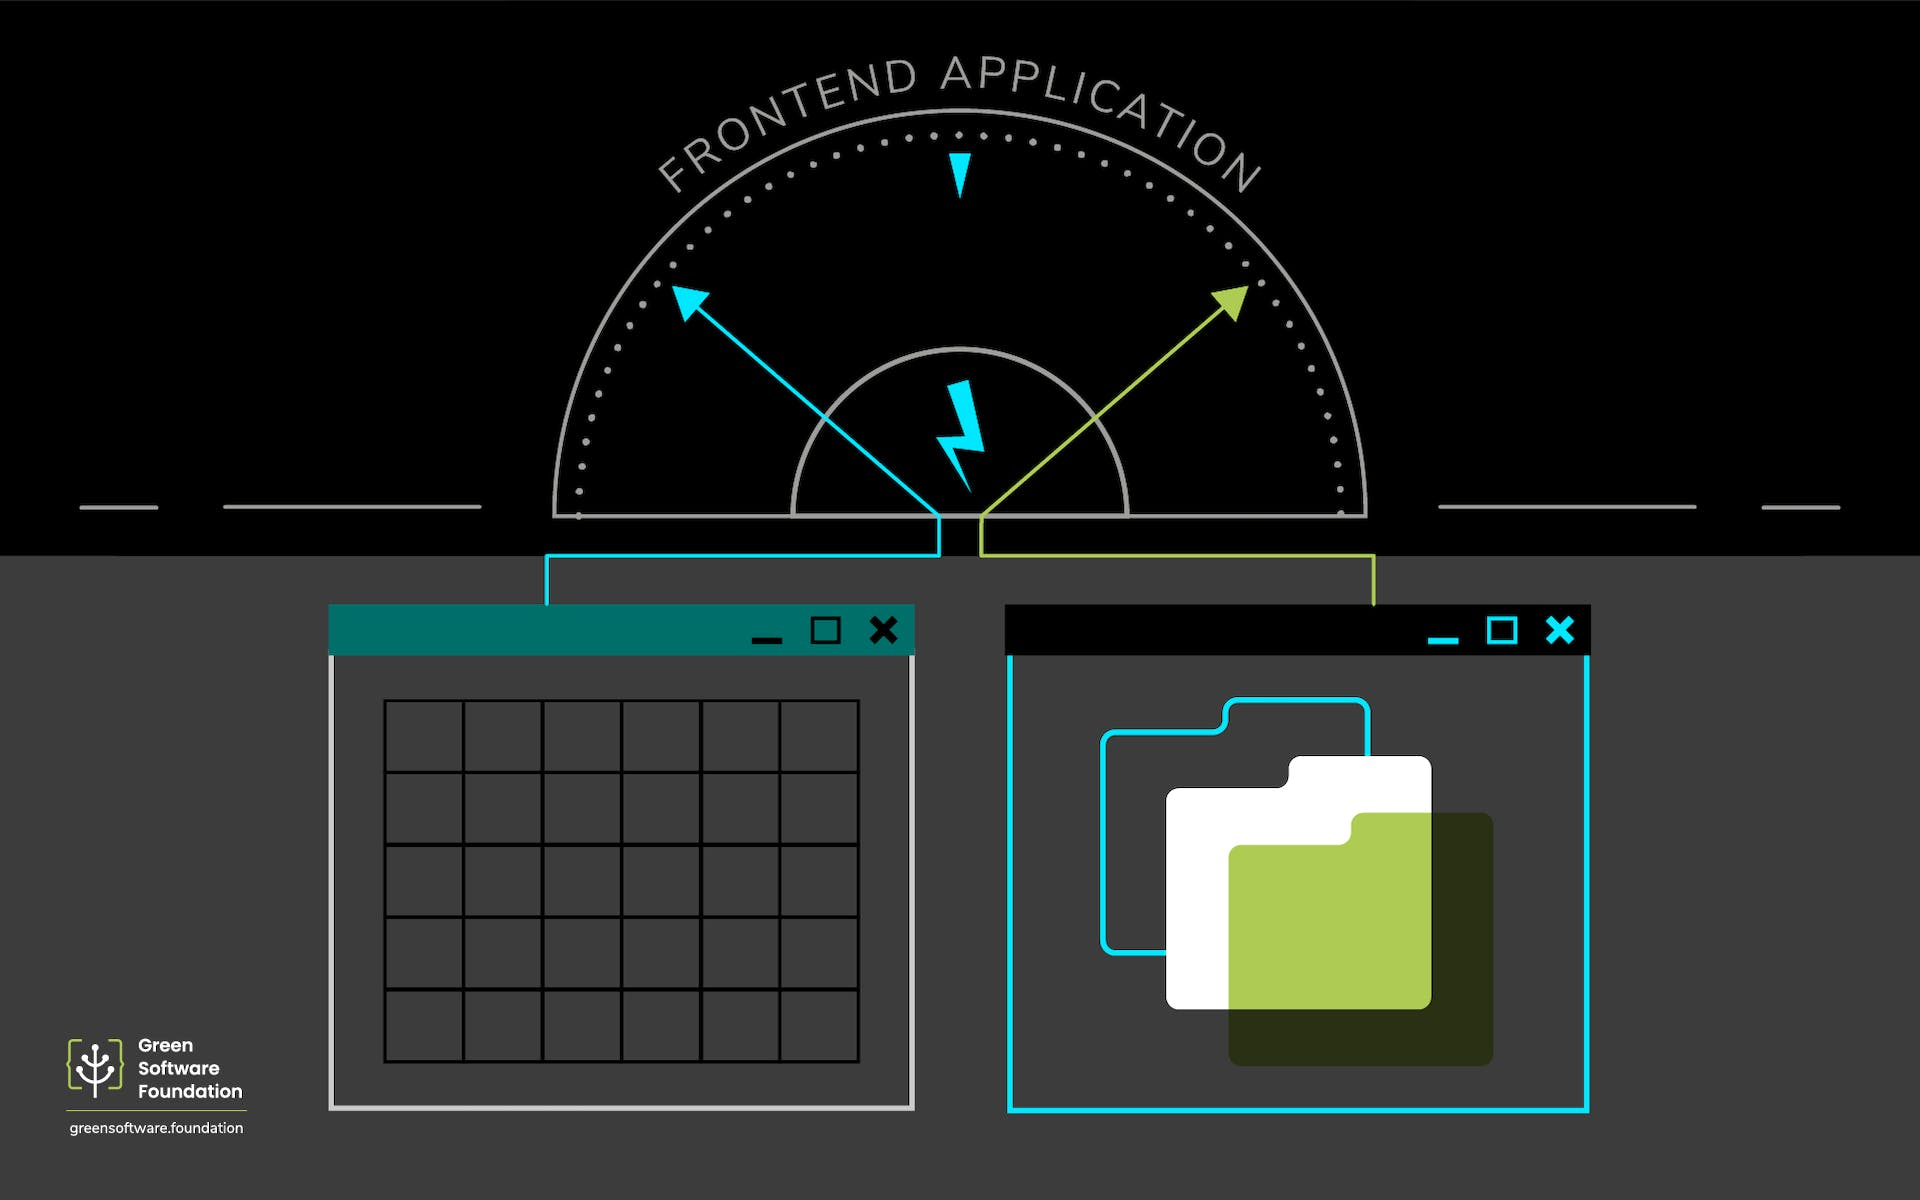 FRONTEND APPLICATION
Green
Software
Foundation
greensoftware.foundation